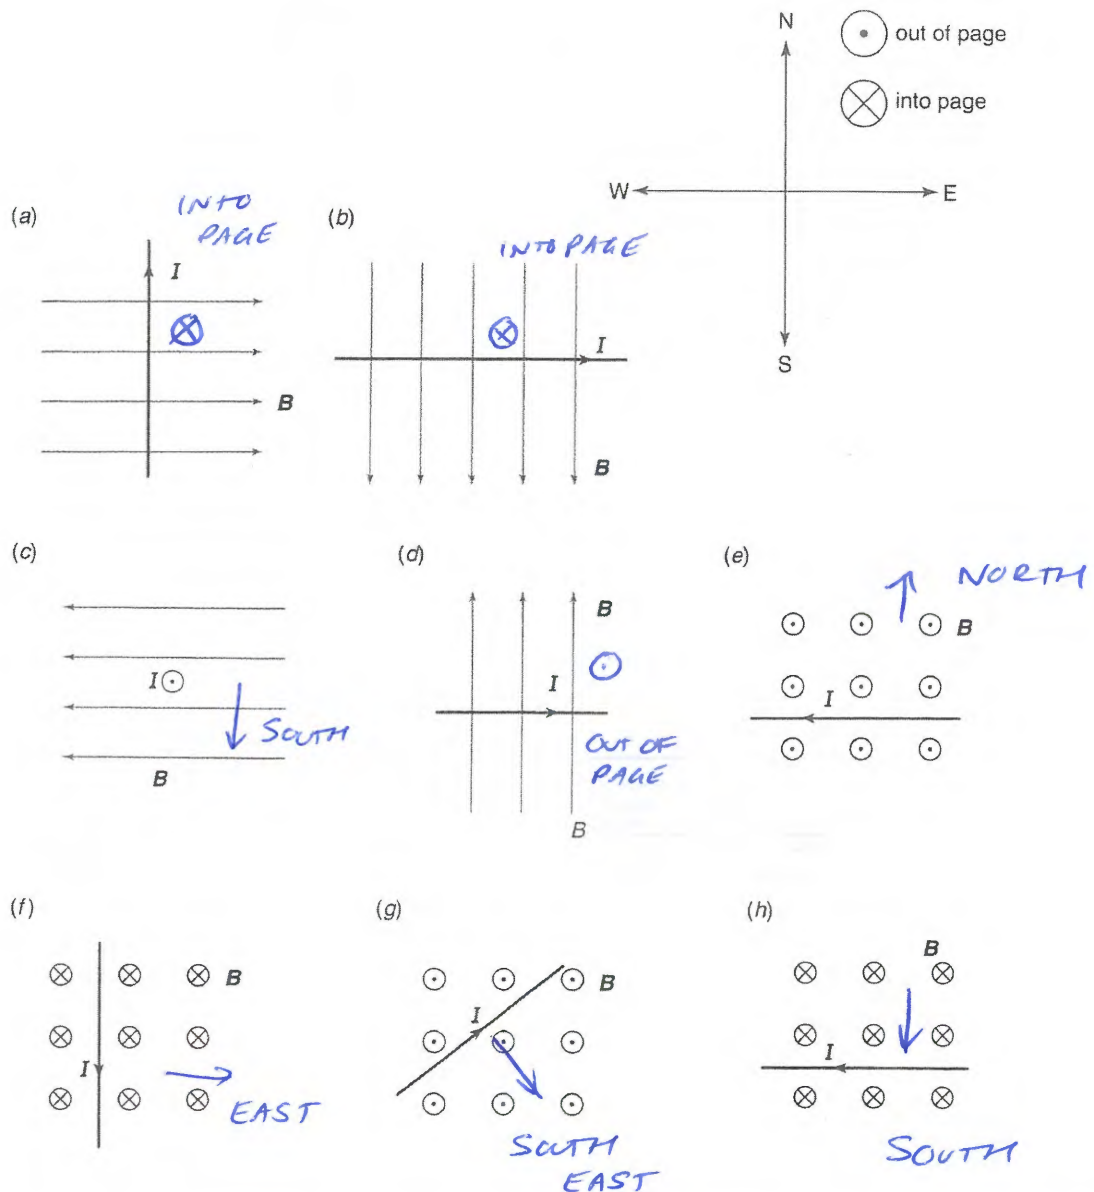 N
out of page
into page
W
E
S
(a)
INTO
PAGE
I
B
(b)
INTO PAGE
I
B
(c)
I
SOUTH
B
(d)
B
I
OUT OF
PAGE
B
(e)
NORTH
B
I
(f)
B
I
EAST
(g)
B
I
SOUTH
EAST
(h)
B
I
SOUTH